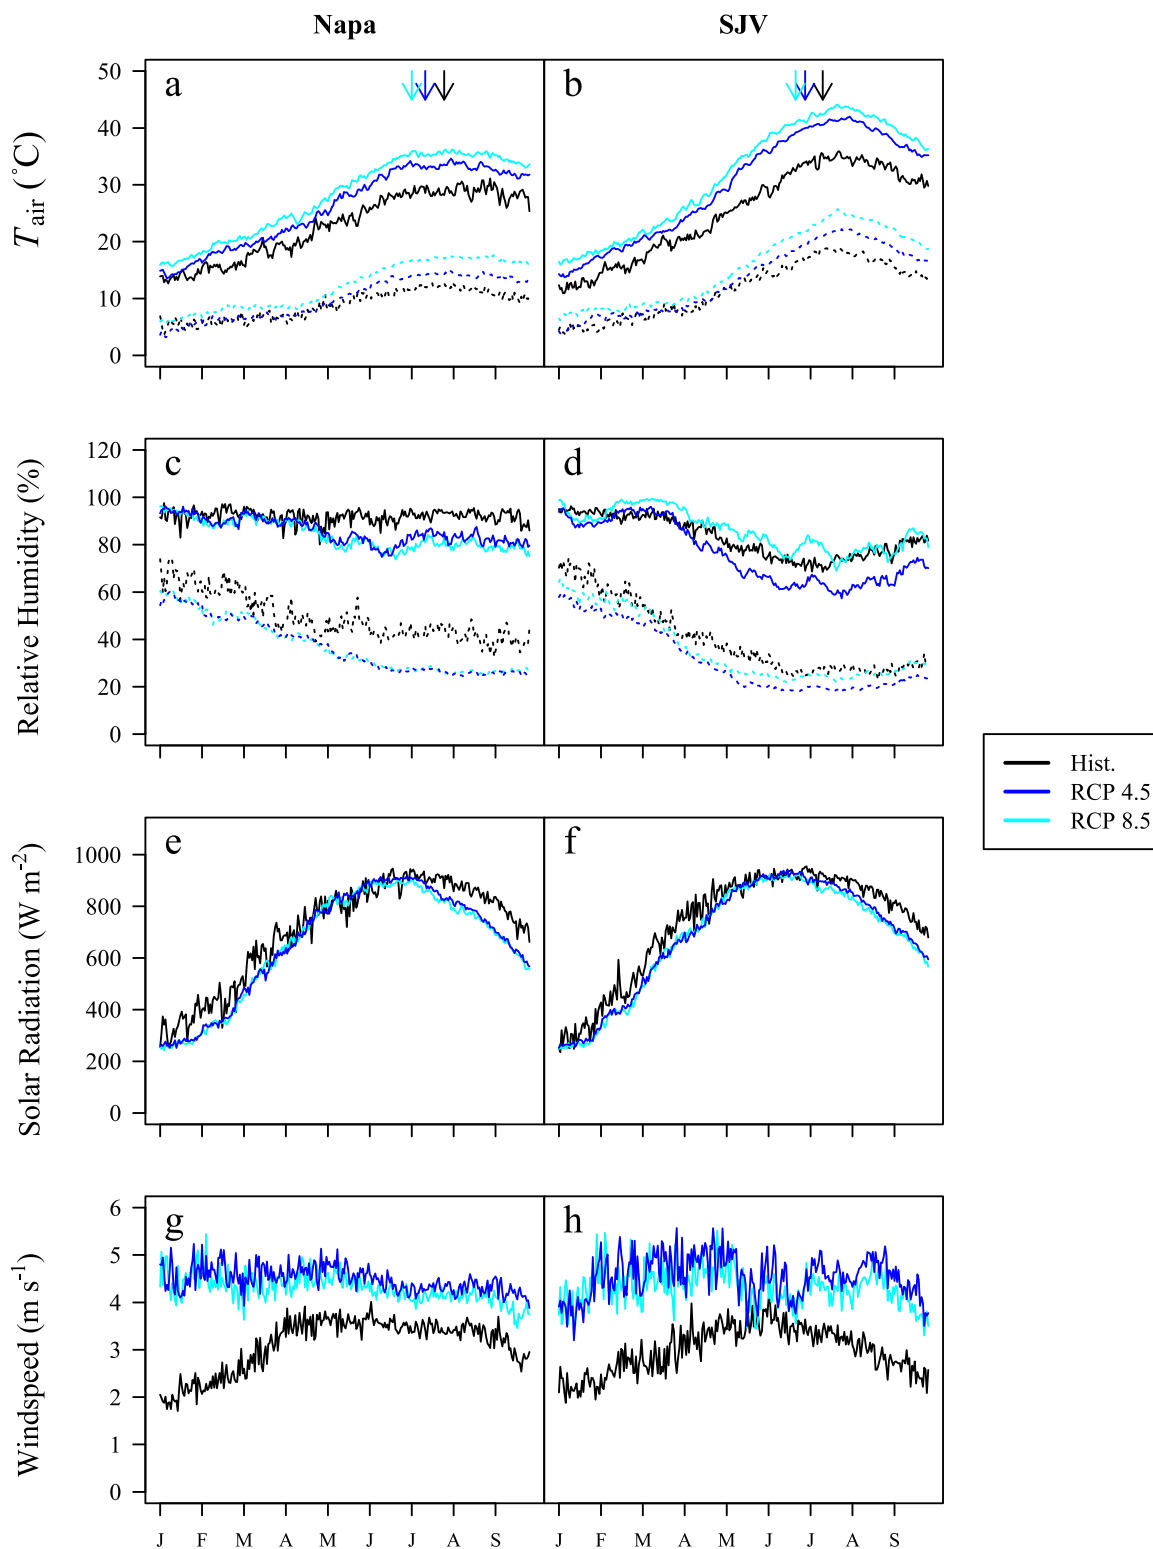 Napa SJV
a b
50
40
30
20
10
0
T air (°C)
c d
120
100
80
60
40
20
0
Relative Humidity (%)
Hist.
RCP 4.5
RCP 8.5
e f
1000
800
600
400
200
0
Solar Radiation (W m-2)
g h
6
5
4
3
2
1
0
Windspeed (m s-1)
J F M A M J J A S J F M A M J J A S